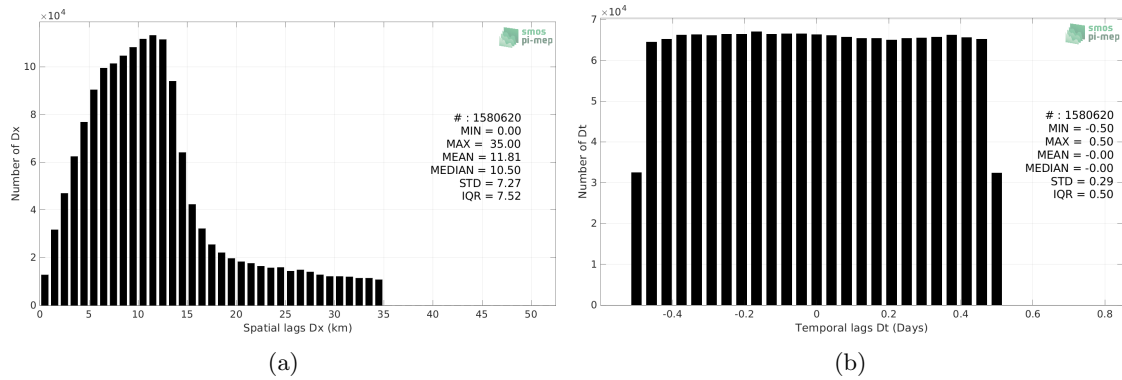 ×10⁴
smos
pi-mep
10
8
6
4
2
0
Number of Dx
# : 1580620
MIN = 0.00
MAX = 35.00
MEAN = 11.81
MEDIAN = 10.50
STD = 7.27
IQR = 7.52
0 5 10 15 20 25 30 35 40 45 50
Spatial lags Dx (km)
(a)
×10⁴
smos
pi-mep
7
6
5
4
3
2
1
0
Number of Dt
# : 1580620
MIN = -0.50
MAX = 0.50
MEAN = -0.00
MEDIAN = -0.00
STD = 0.29
IQR = 0.50
-0.4 -0.2 0 0.2 0.4 0.6 0.8
Temporal lags Dt (Days)
(b)